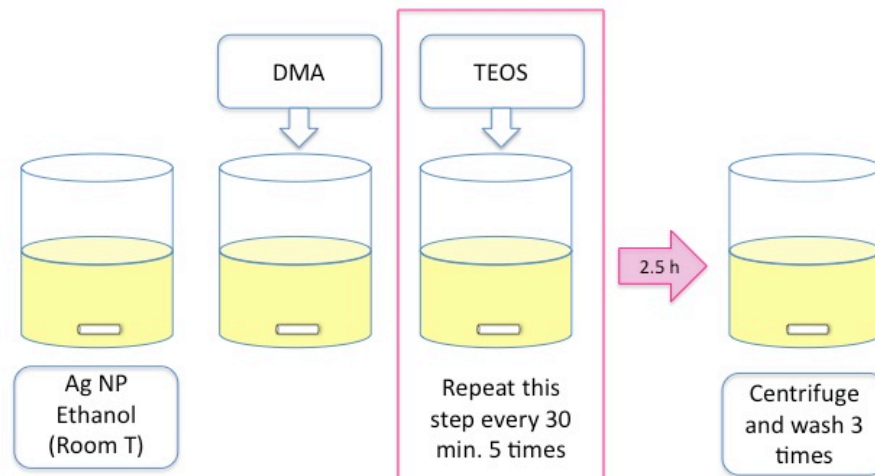 DMA
TEOS
2.5 h
Ag NP
Ethanol
(Room T)
Repeat this
step every 30
min. 5 times
Centrifuge
and wash 3
times